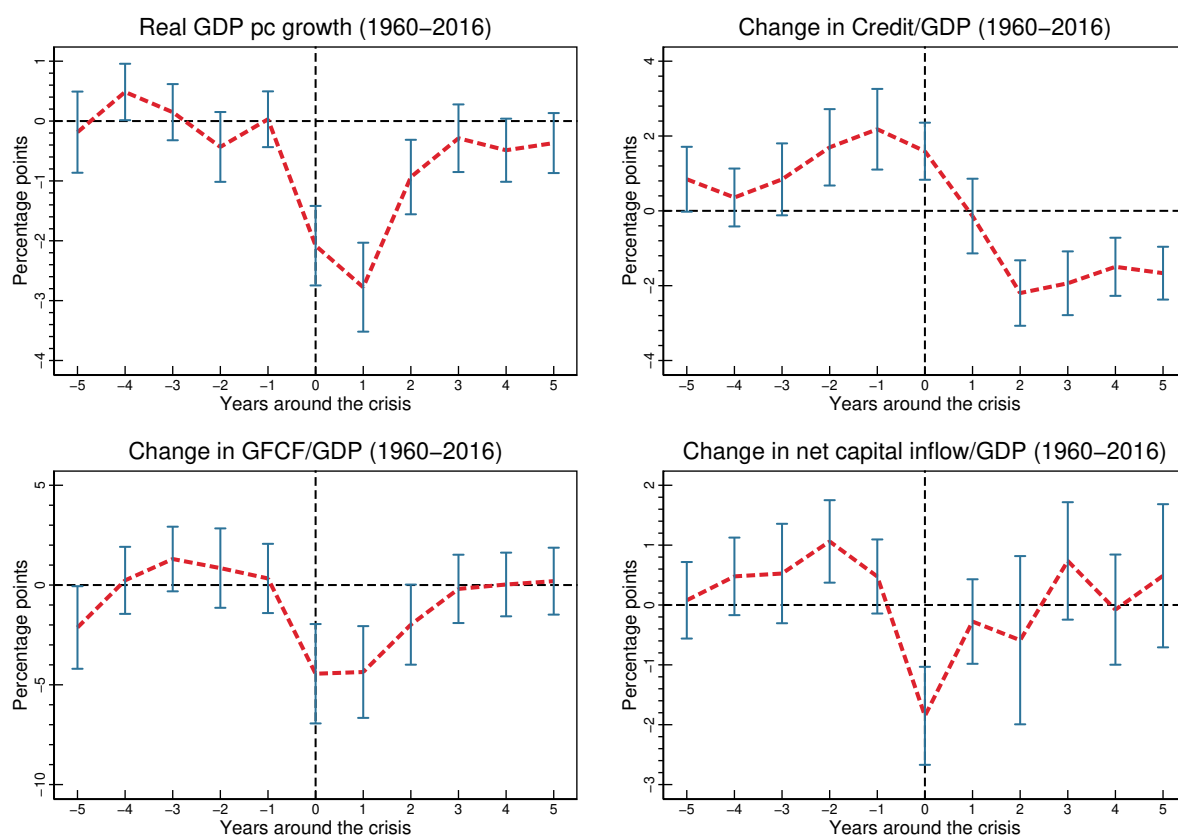 Real GDP pc growth (1960−2016)
Percentage points
1
0
−1
−2
−3
−4
−5 −4 −3 −2 −1 0 1 2 3 4 5
Years around the crisis
Change in Credit/GDP (1960−2016)
Percentage points
4
2
0
−2
−4
−5 −4 −3 −2 −1 0 1 2 3 4 5
Years around the crisis
Change in GFCF/GDP (1960−2016)
Percentage points
5
0
−5
−10
−5 −4 −3 −2 −1 0 1 2 3 4 5
Years around the crisis
Change in net capital inflow/GDP (1960−2016)
Percentage points
2
1
0
−1
−2
−3
−5 −4 −3 −2 −1 0 1 2 3 4 5
Years around the crisis